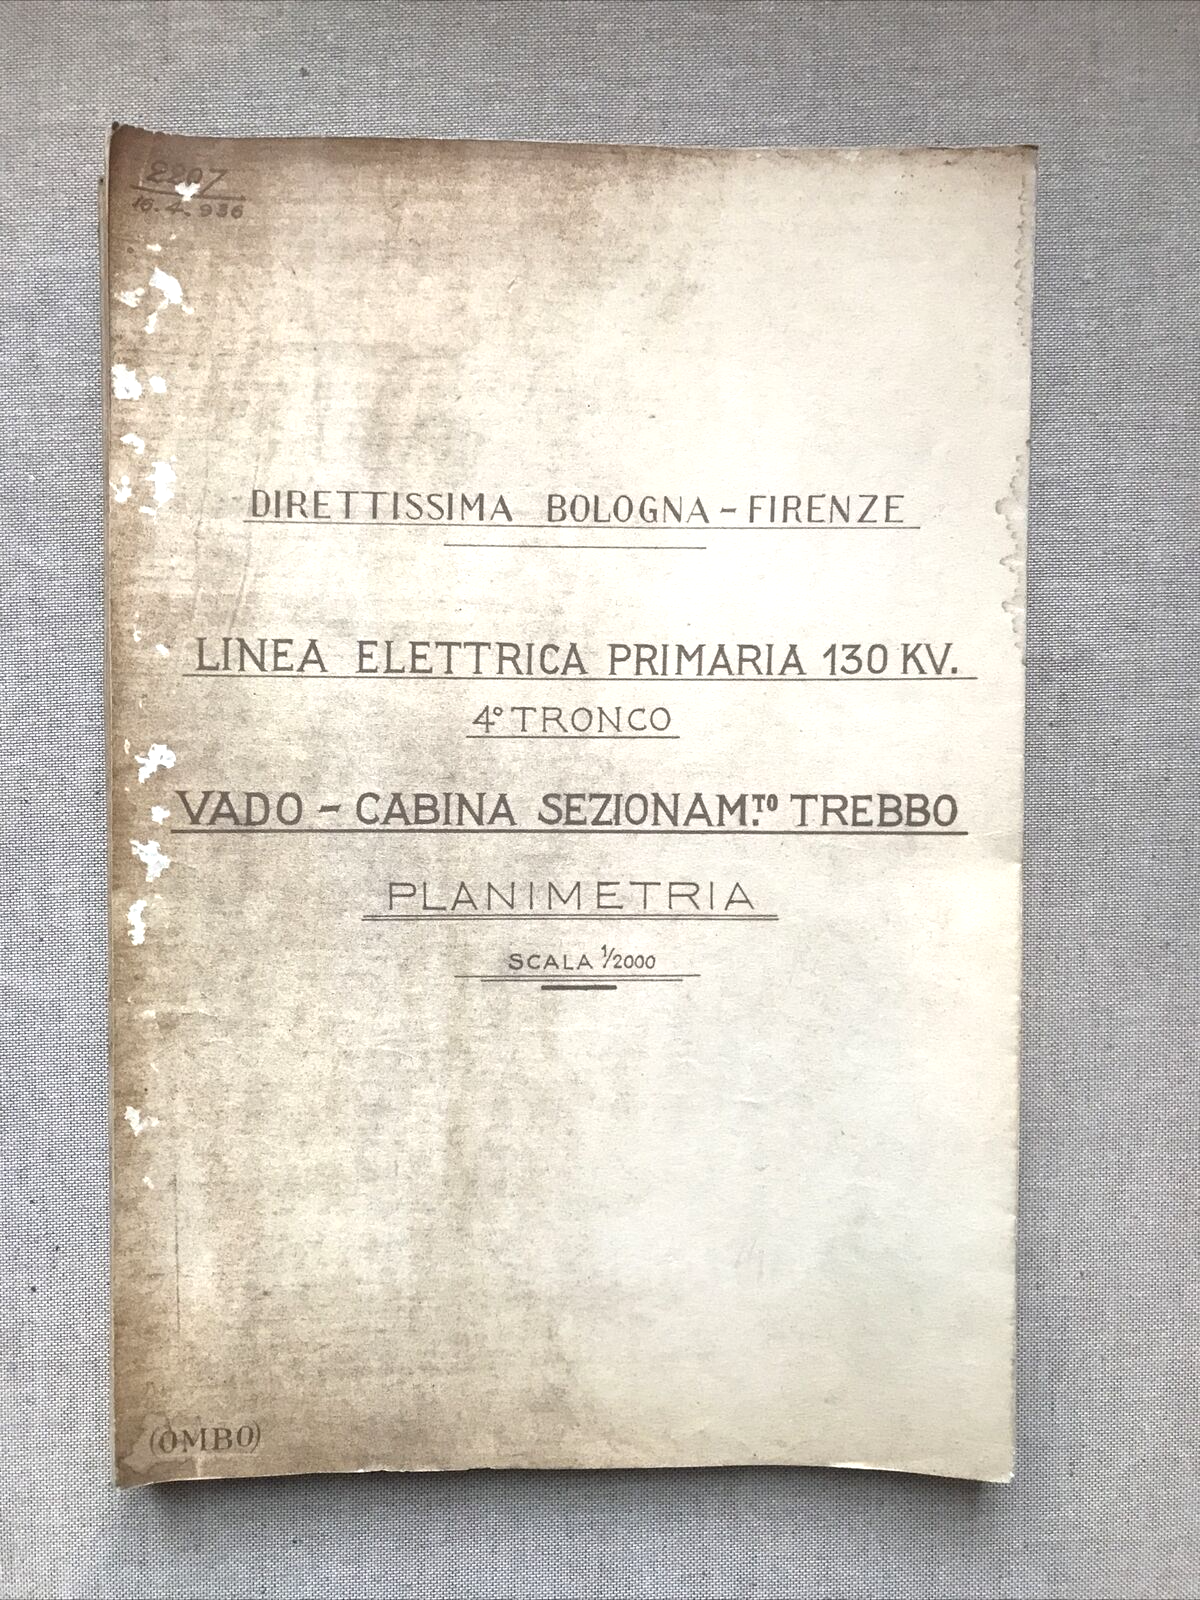 2207
16.4.936
DIRETTISSIMA BOLOGNA - FIRENZE
LINEA ELETTRICA PRIMARIA 130 KV.
4° TRONCO
VADO - CABINA SEZIONAM.TO TREBBO
PLANIMETRIA
SCALA 1/2000
(OMBO)